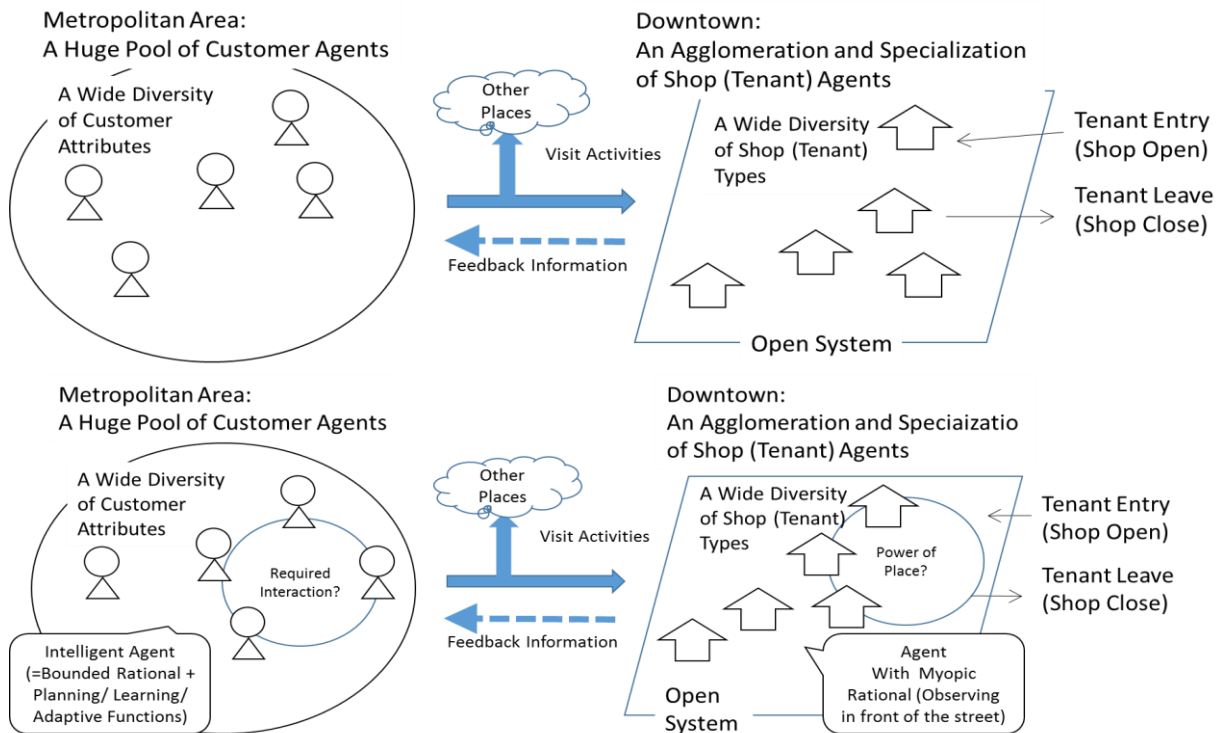 Metropolitan Area:
A Huge Pool of Customer Agents
A Wide Diversity
of Customer
Attributes
Other
Places
Visit Activities
Feedback Information
Downtown:
An Agglomeration and Specialization
of Shop (Tenant) Agents
A Wide Diversity
of Shop (Tenant)
Types
Tenant Entry
(Shop Open)
Tenant Leave
(Shop Close)
Open System
Metropolitan Area:
A Huge Pool of Customer Agents
A Wide Diversity
of Customer
Attributes
Required
Interaction?
Intelligent Agent
(=Bounded Rational +
Planning/ Learning/
Adaptive Functions)
Other
Places
Visit Activities
Feedback Information
Downtown:
An Agglomeration and Speciaizatio
of Shop (Tenant) Agents
A Wide Diversity
of Shop (Tenant)
Types
Power of
Place?
Tenant Entry
(Shop Open)
Tenant Leave
(Shop Close)
Agent
With Myopic
Rational (Observing
in front of the street)
Open
System